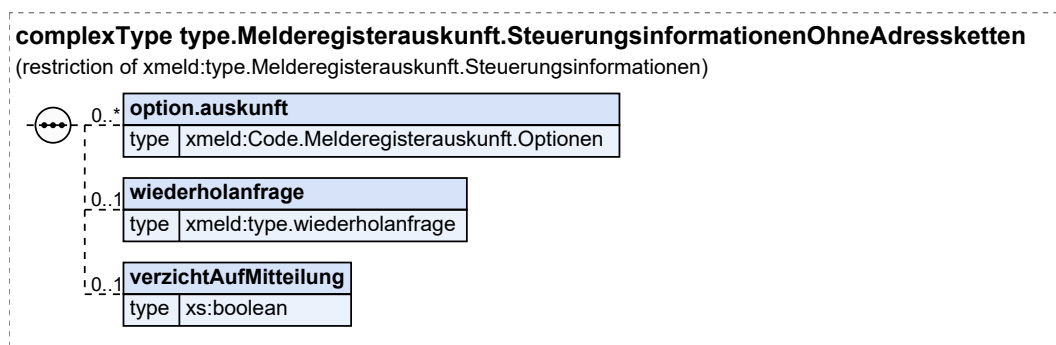 complexType type.Melderegisterauskunft.SteuerungsinformationenOhneAdressketten
(restriction of xmeld:type.Melderegisterauskunft.Steuerungsinformationen)
0..* option.auskunft
type xmeld:Code.Melderegisterauskunft.Optionen
0..1 wiederholanfrage
type xmeld:type.wiederholanfrage
0..1 verzichtAufMitteilung
type xs:boolean